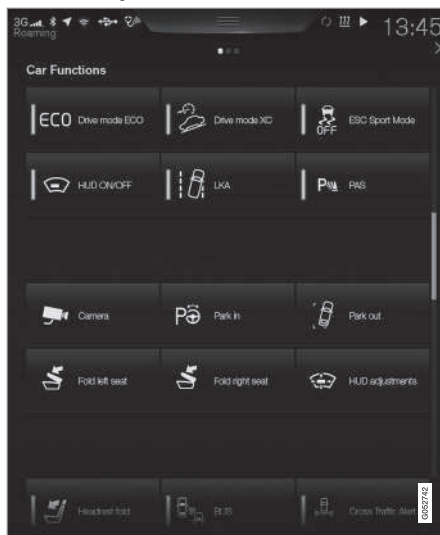 3G
13:45
Roaming
Car Functions
ECO Drive mode ECO
Drive mode XC
OFF ESC Sport Mode
HUD ON/OFF
LKA
P PAS
Camera
P Park in
Park out
Fold left seat
Fold right seat
HUD adjustments
Headrest fold
BLIS
Cross Traffic Alert
G052742